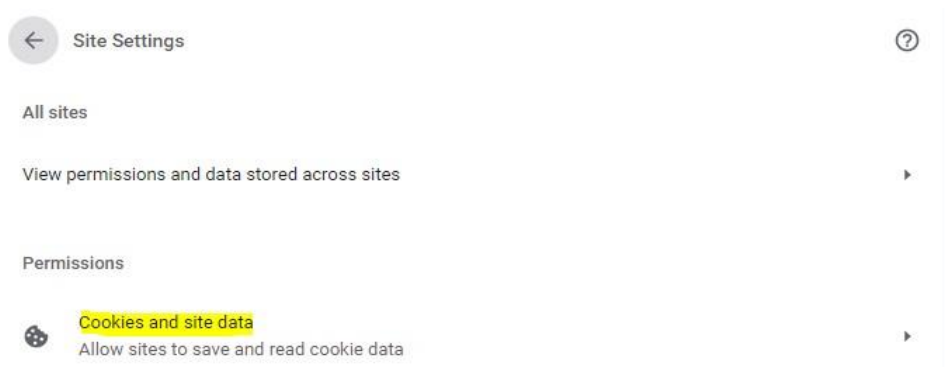 Site Settings
All sites
View permissions and data stored across sites
Permissions
Cookies and site data
Allow sites to save and read cookie data